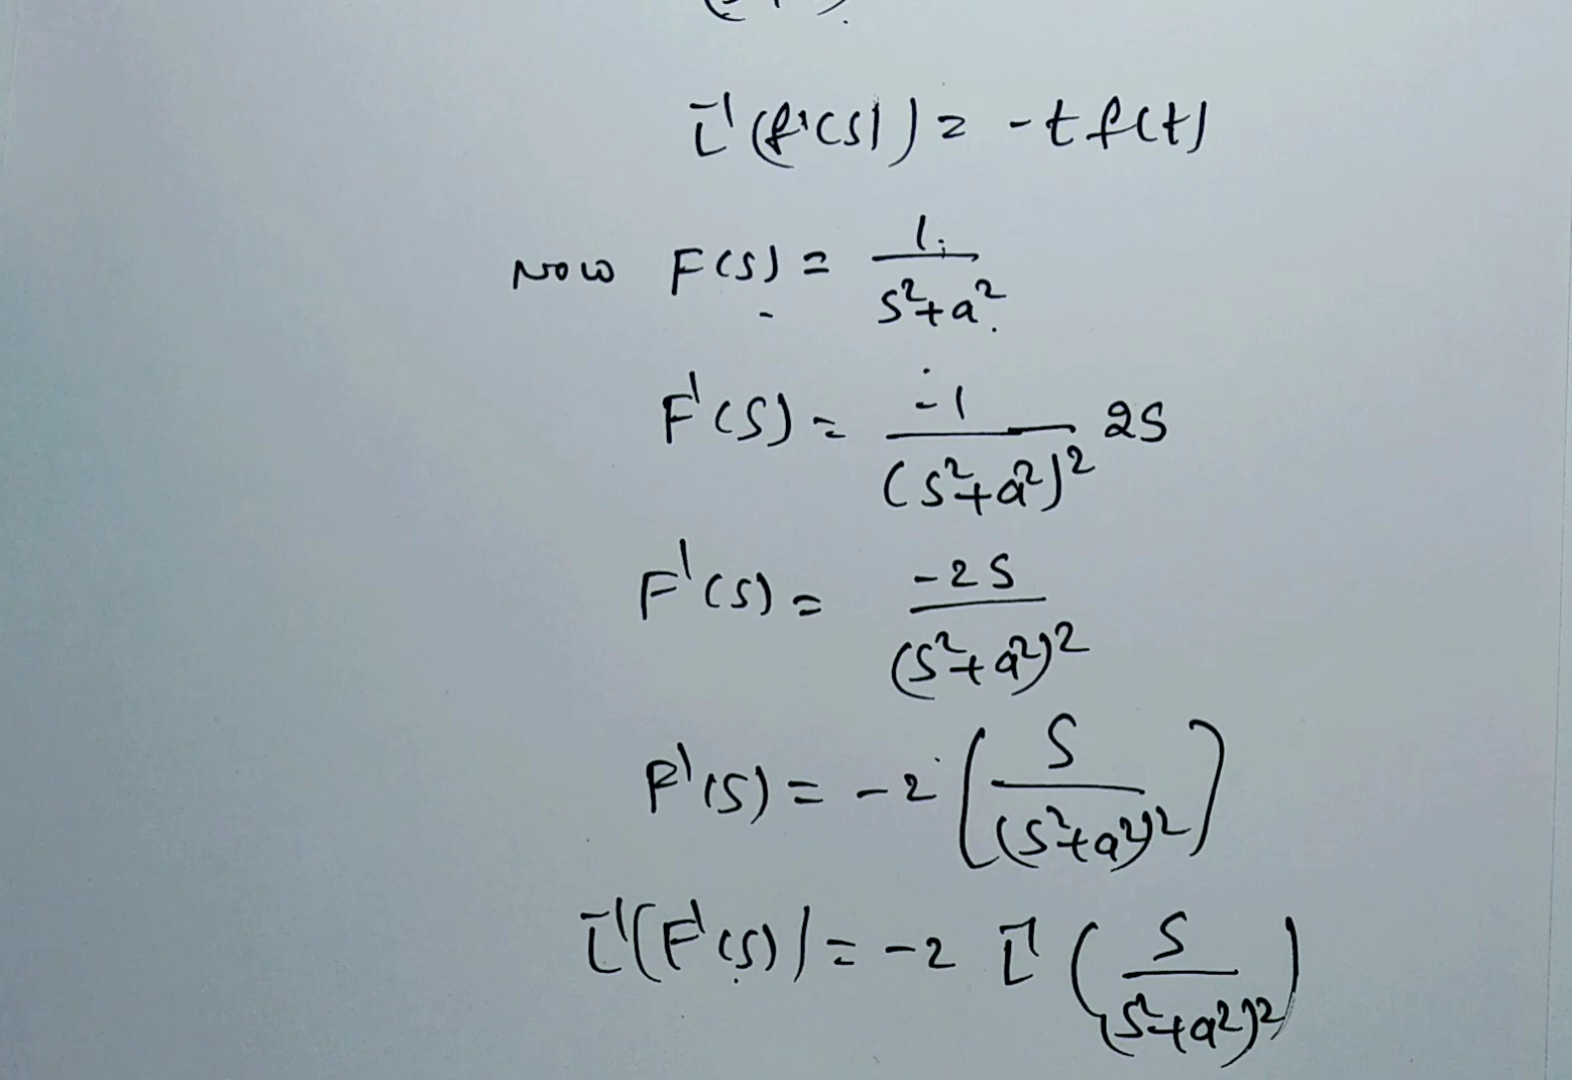 L⁻¹(f'(s)) = -t f(t)
Now F(s) = 1/(s²+a²)
F'(s) = -1/(s²+a²)² 2s
F'(s) = -2s/(s²+a²)²
F'(s) = -2 (s/(s²+a²)²)
L⁻¹(F'(s)) = -2 L⁻¹(s/(s²+a²)²)